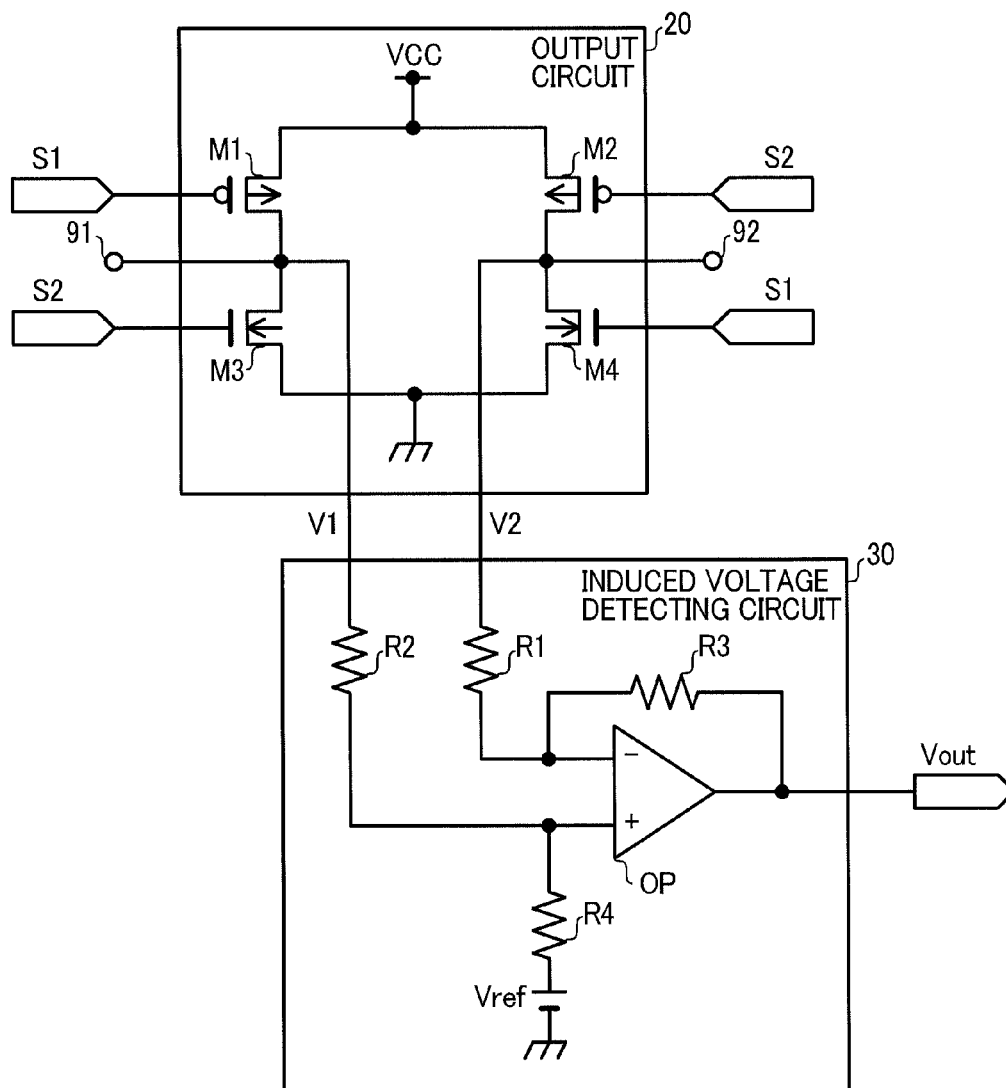 20
OUTPUT
CIRCUIT
VCC
S1
M1
M2
S2
91
92
S2
M3
M4
S1
V1
V2
30
INDUCED VOLTAGE
DETECTING CIRCUIT
R2
R1
R3
−
+
OP
Vout
R4
Vref